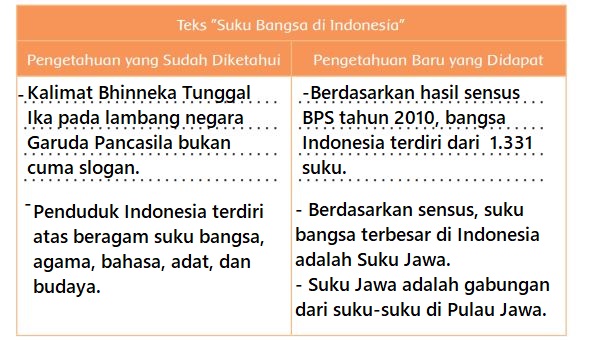 Teks "Suku Bangsa di Indonesia"
Pengetahuan yang Sudah Diketahui
- Kalimat Bhinneka Tunggal
Ika pada lambang negara
Garuda Pancasila bukan
cuma slogan.
- Penduduk Indonesia terdiri
atas beragam suku bangsa,
agama, bahasa, adat, dan
budaya.
Pengetahuan Baru yang Didapat
-Berdasarkan hasil sensus
BPS tahun 2010, bangsa
Indonesia terdiri dari 1.331
suku.
- Berdasarkan sensus, suku
bangsa terbesar di Indonesia
adalah Suku Jawa.
- Suku Jawa adalah gabungan
dari suku-suku di Pulau Jawa.